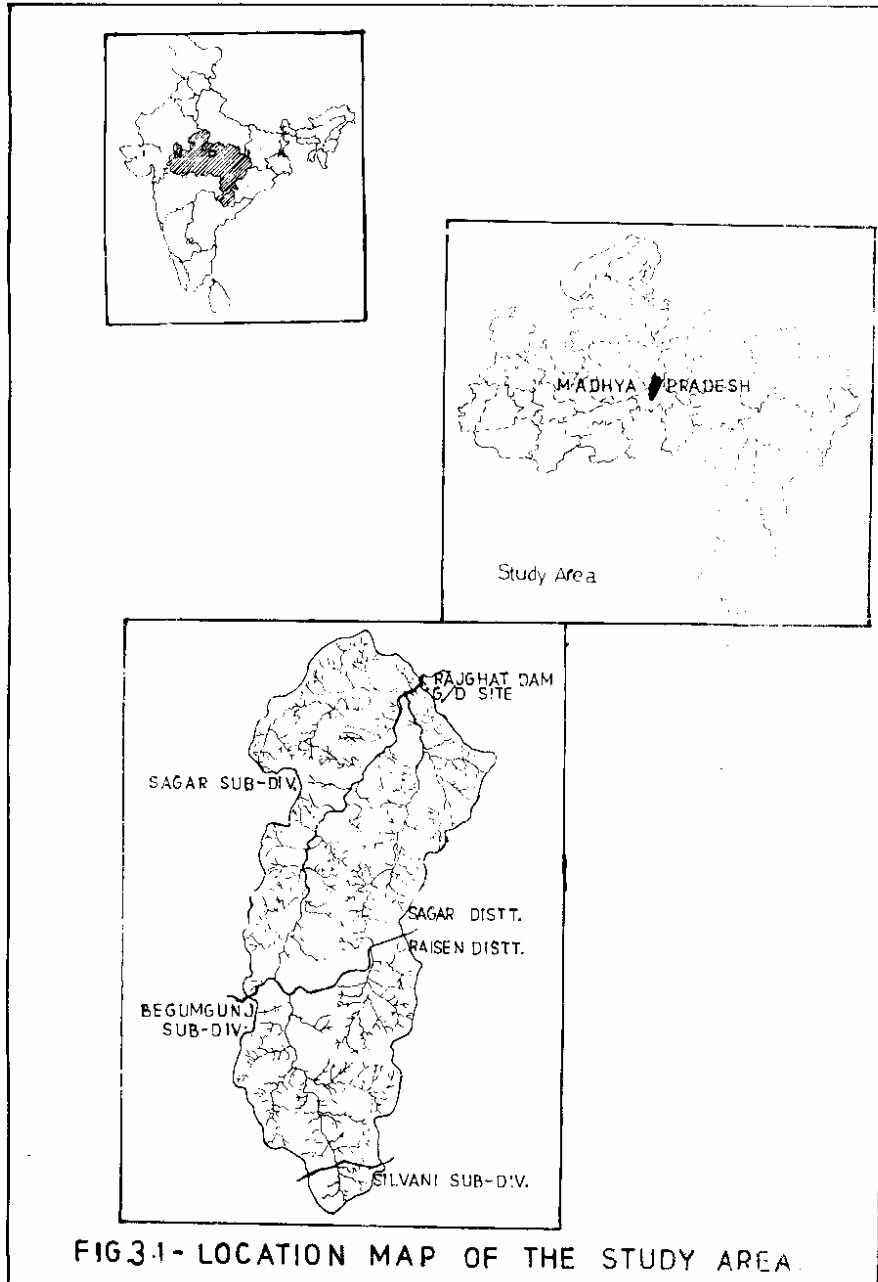 MADHYA PRADESH
Study Area
RAJGHAT DAM
G/D SITE
SAGAR SUB-DIV.
SAGAR DISTT.
RAISEN DISTT.
BEGUMGUNJ
SUB-DIV.
SILVANI SUB-DIV.
FIG.3.1- LOCATION MAP OF THE STUDY AREA.